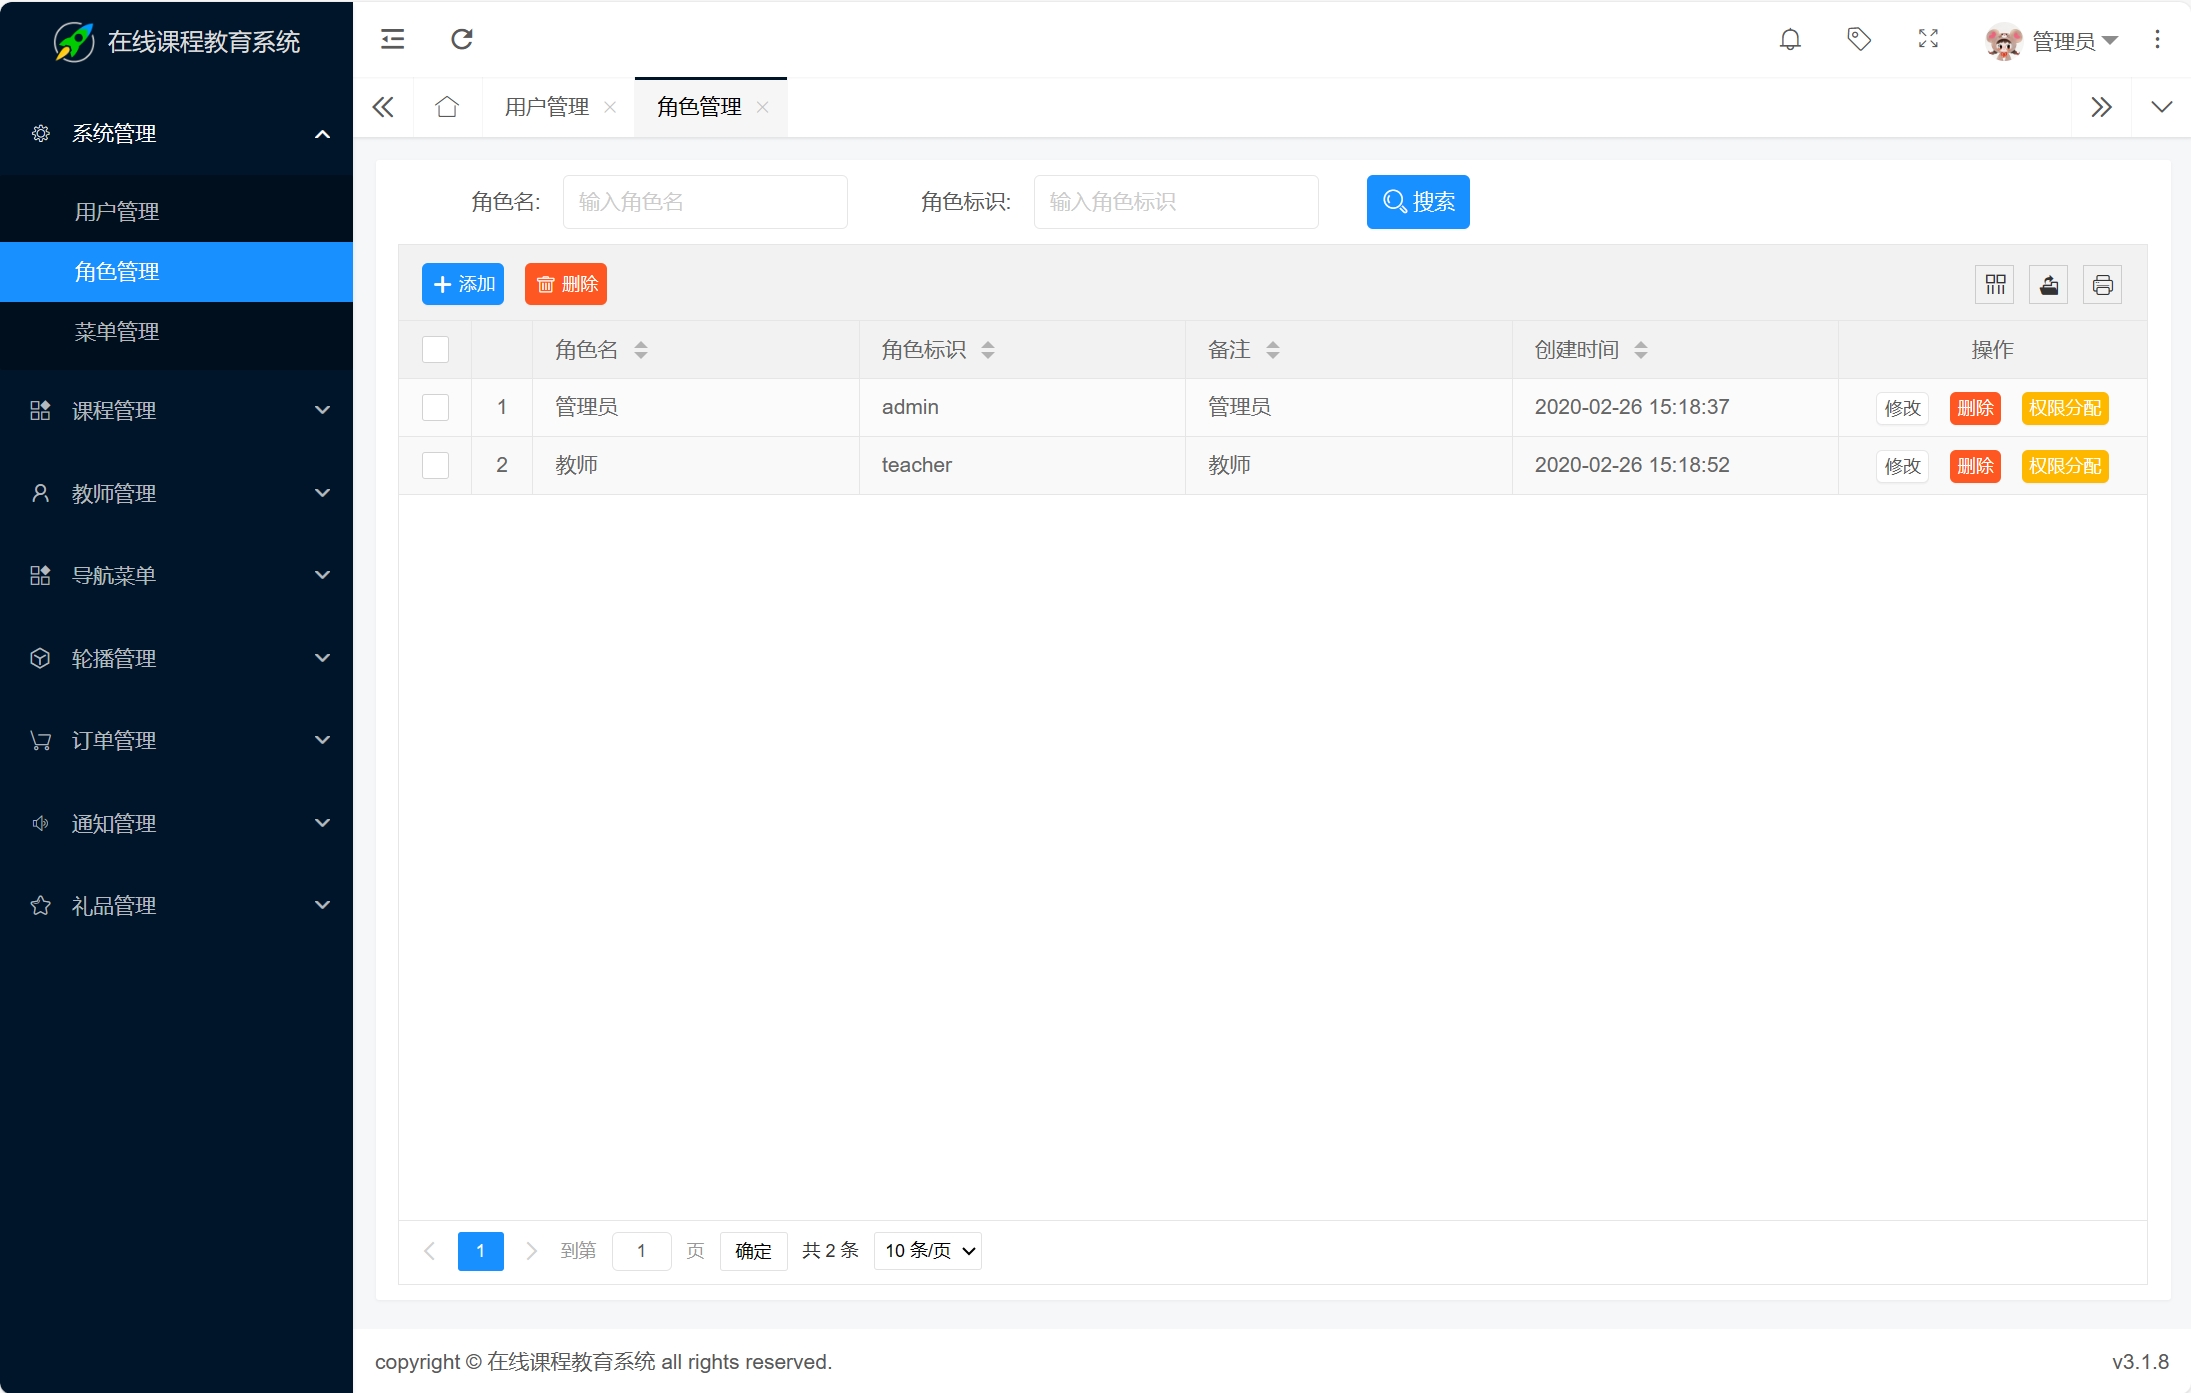 在线课程教育系统
管理员
用户管理
角色管理
系统管理
用户管理
角色管理
菜单管理
课程管理
教师管理
导航菜单
轮播管理
订单管理
通知管理
礼品管理
角色名: 输入角色名 角色标识: 输入角色标识 搜索
添加 删除
角色名 角色标识 备注 创建时间 操作
1 管理员 admin 管理员 2020-02-26 15:18:37 修改 删除 权限分配
2 教师 teacher 教师 2020-02-26 15:18:52 修改 删除 权限分配
1 到第 1 页 确定 共 2 条 10 条/页
copyright © 在线课程教育系统 all rights reserved. v3.1.8